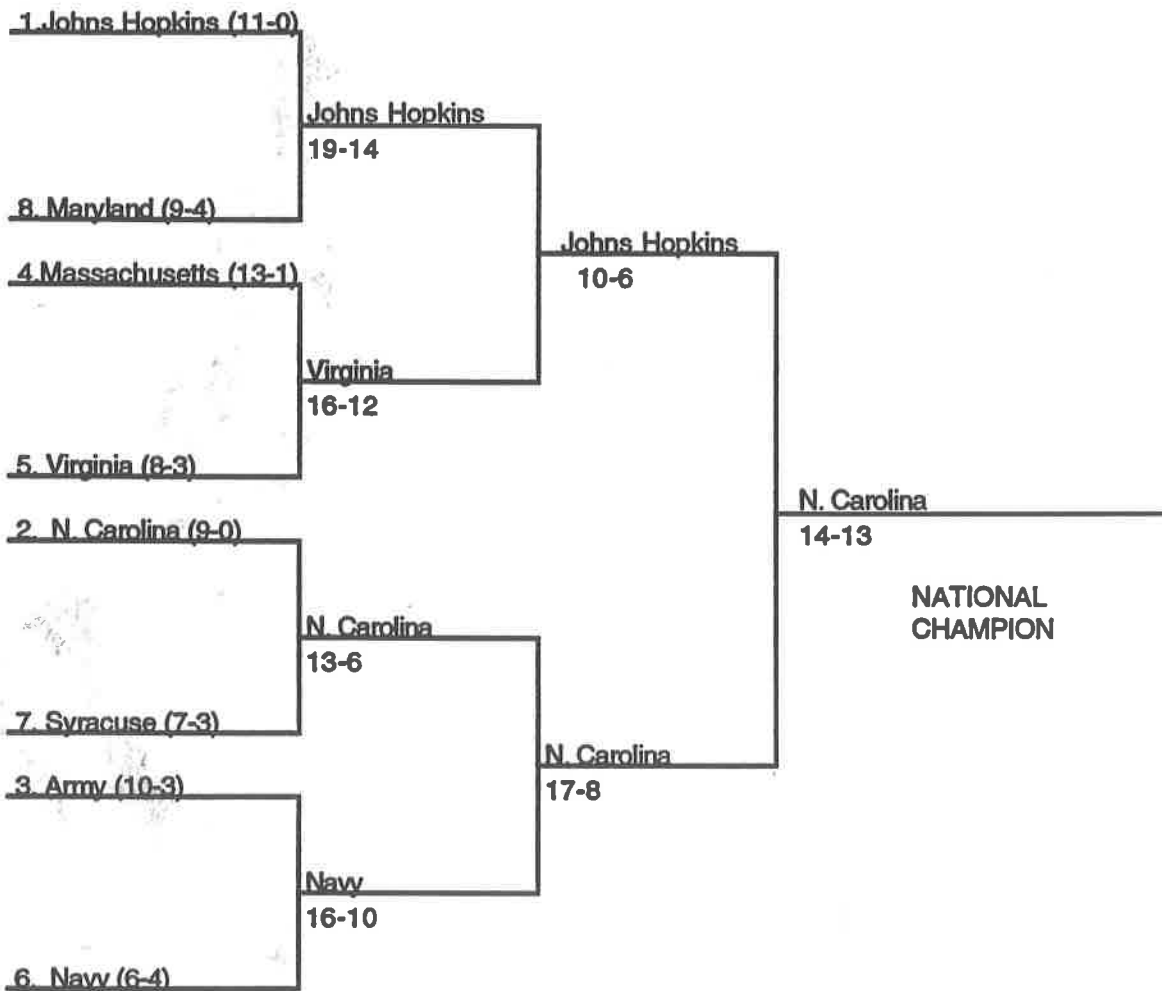 1.Johns Hopkins (11-0)
Johns Hopkins
19-14
8. Maryland (9-4)
Johns Hopkins
10-6
4.Massachusetts (13-1)
Virginia
16-12
5. Virginia (8-3)
N. Carolina
14-13
NATIONAL
CHAMPION
2. N. Carolina (9-0)
N. Carolina
13-6
7. Syracuse (7-3)
N. Carolina
17-8
3. Army (10-3)
Navy
16-10
6. Navy (6-4)